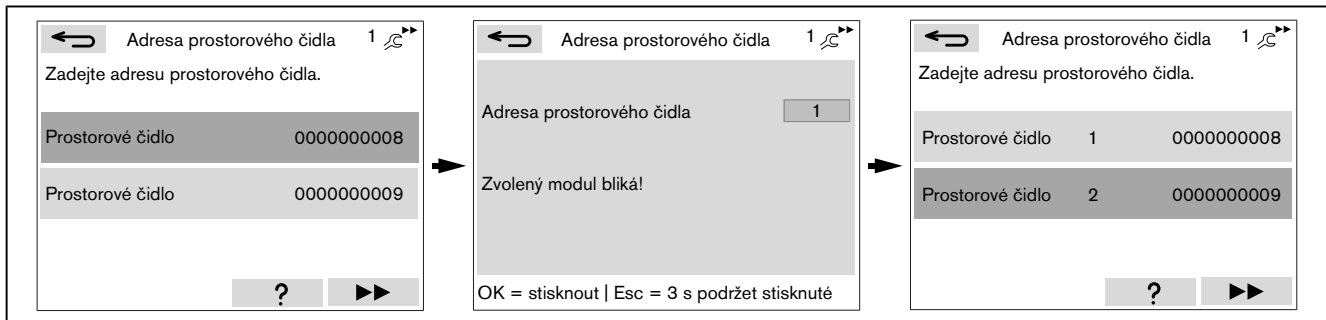 Adresa prostorového čidla 1
Zadejte adresu prostorového čidla.
Prostorové čidlo 0000000008
Prostorové čidlo 0000000009
?
Adresa prostorového čidla 1
Adresa prostorového čidla 1
Zvolený modul bliká!
OK = stisknout | Esc = 3 s podržet stisknuté
Adresa prostorového čidla 1
Zadejte adresu prostorového čidla.
Prostorové čidlo 1 0000000008
Prostorové čidlo 2 0000000009
?